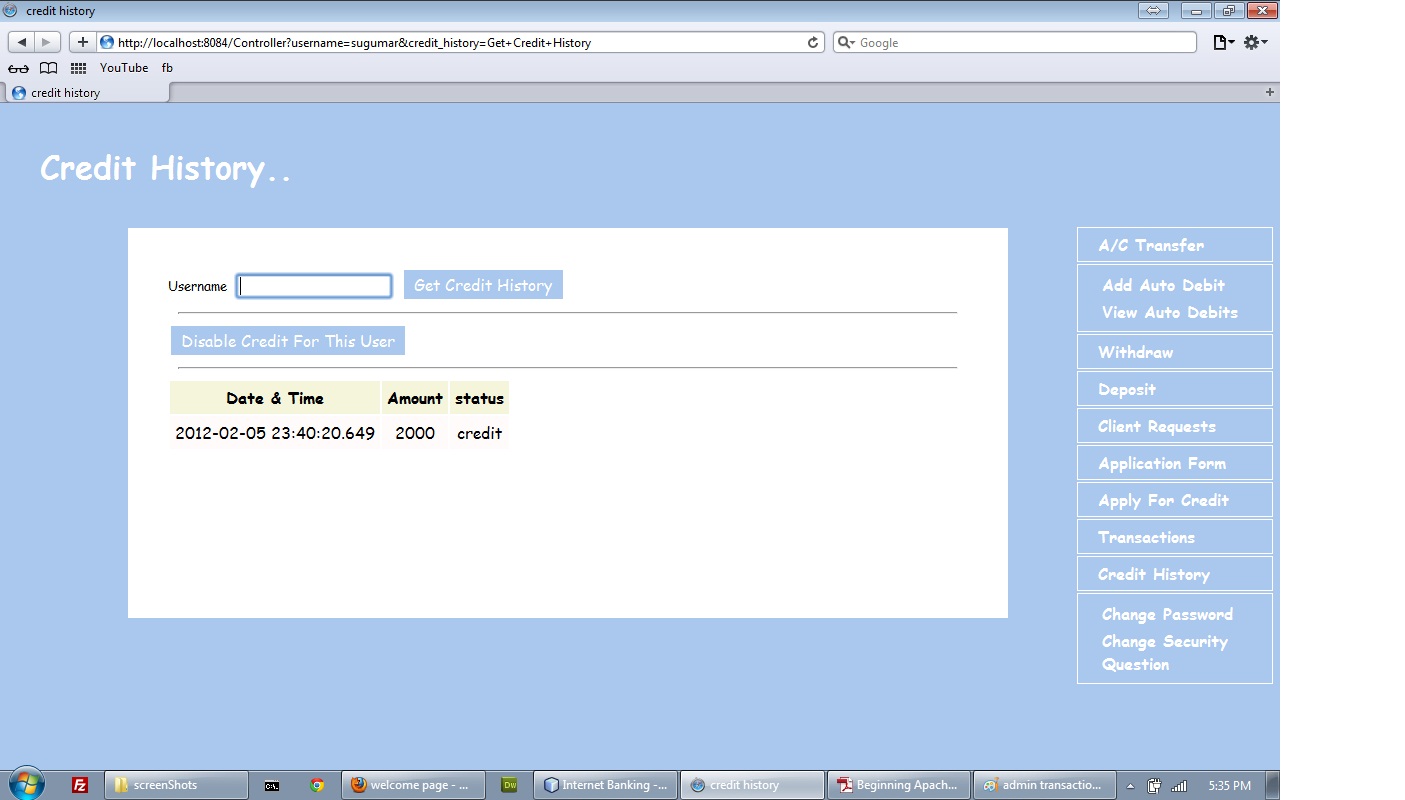 credit history
http://localhost:8084/Controller?username=sugumar&credit_history=Get+Credit+History
Google
YouTube fb
credit history
Credit History..
Username Get Credit History
Disable Credit For This User
Date & Time Amount status
2012-02-05 23:40:20.649 2000 credit
A/C Transfer
Add Auto Debit
View Auto Debits
Withdraw
Deposit
Client Requests
Application Form
Apply For Credit
Transactions
Credit History
Change Password
Change Security
Question
screenShots welcome page - ... Dw Internet Banking -... credit history Beginning Apach... admin transactio... 5:35 PM